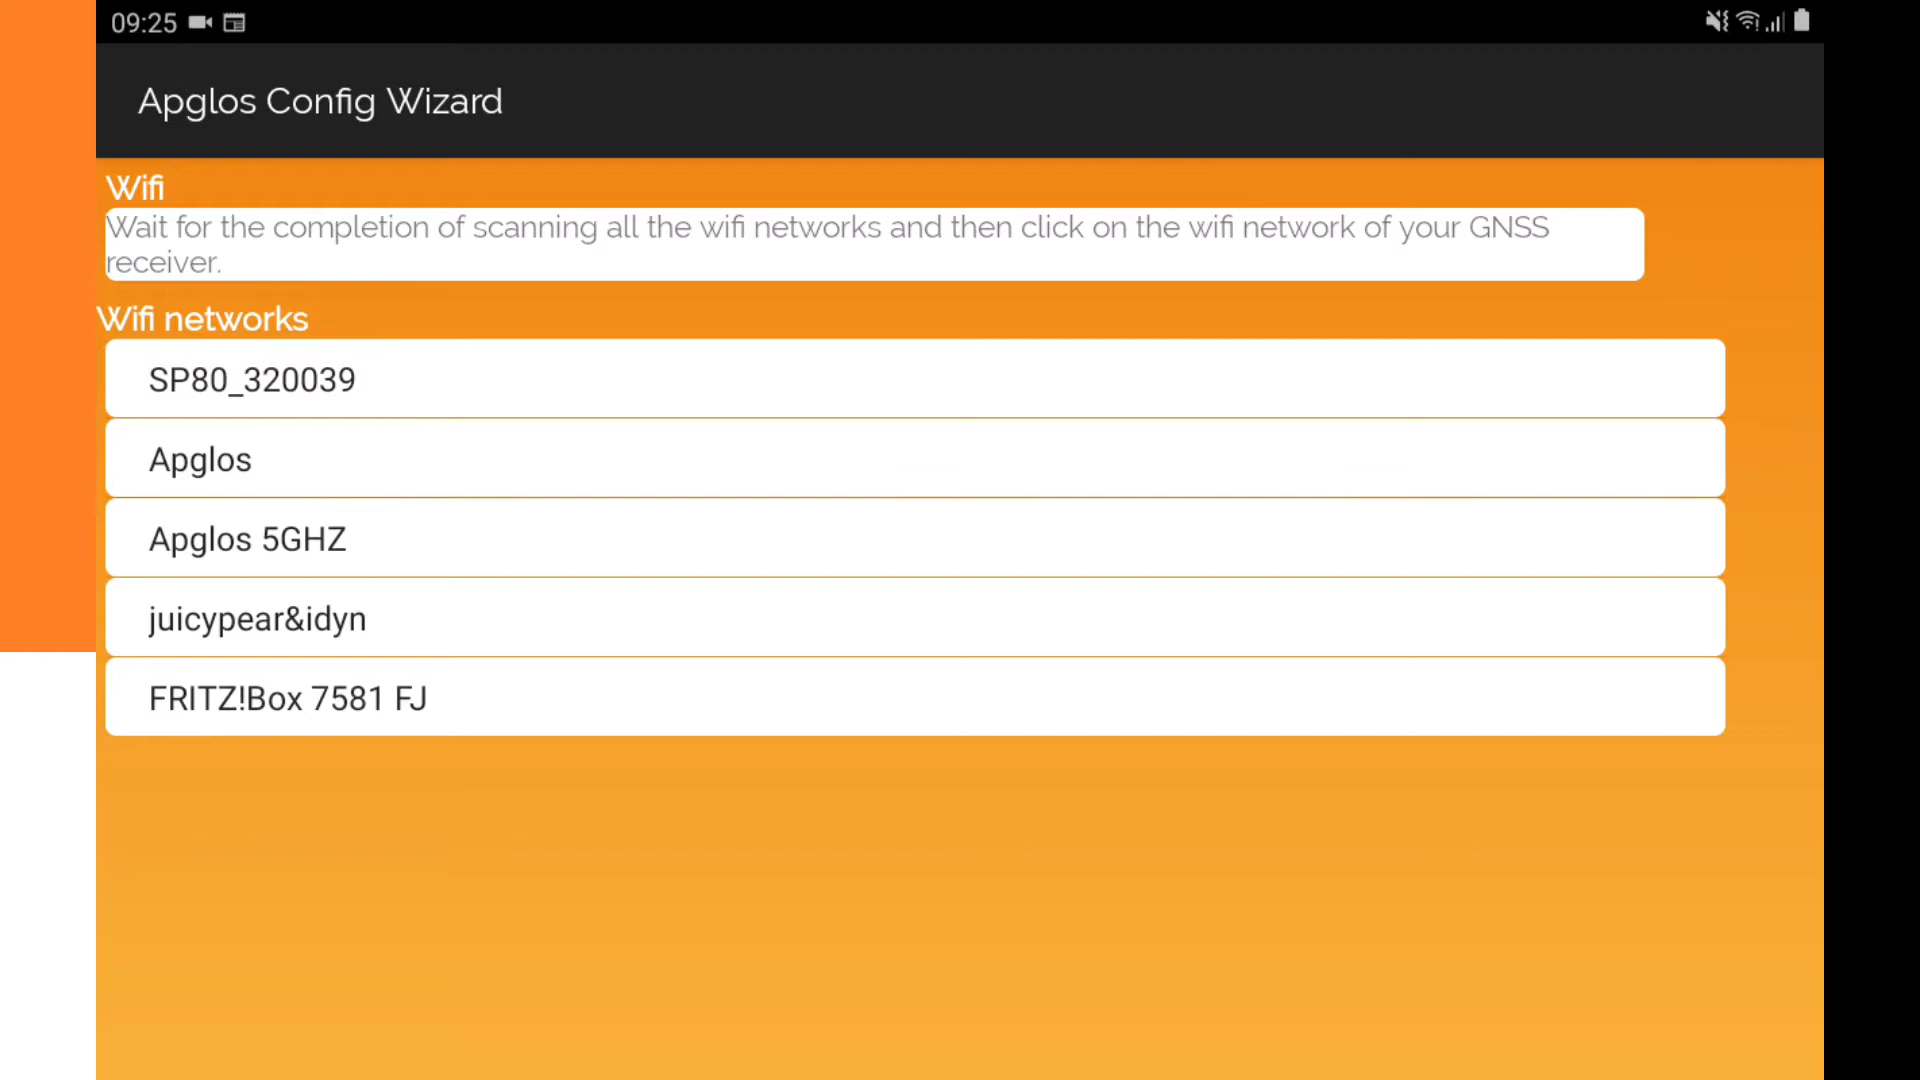 09:25
Apglos Config Wizard
Wifi
Wait for the completion of scanning all the wifi networks and then click on the wifi network of your GNSS
receiver.
Wifi networks
SP80_320039
Apglos
Apglos 5GHZ
juicypear&idyn
FRITZ!Box 7581 FJ